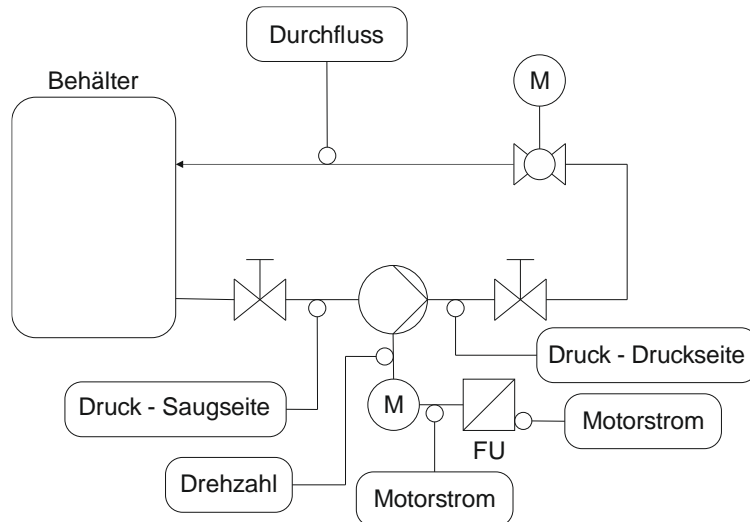 Durchfluss
Behälter
M
Druck - Druckseite
Druck - Saugseite
M
Motorstrom
FU
Drehzahl
Motorstrom